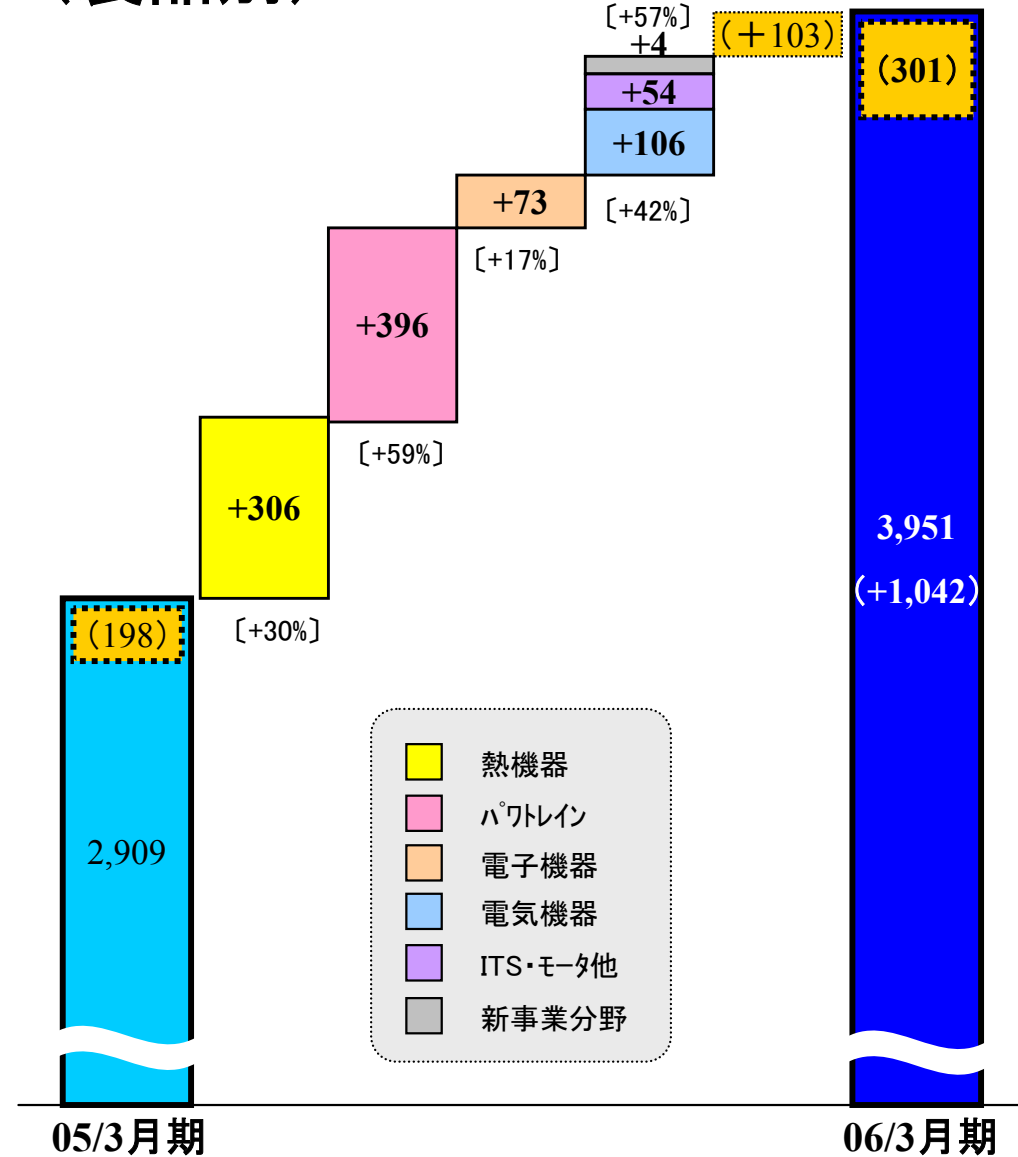 〔+57%〕
+4
（＋103）
（301）
+54
+106
+73
〔+42%〕
〔+17%〕
+396
〔+59%〕
+306
3,951
（+1,042）
（198）
〔+30%〕
熱機器
ﾊﾟﾜﾄﾚｲﾝ
電子機器
2,909
電気機器
ITS・ﾓｰﾀ他
新事業分野
05/3月期
06/3月期